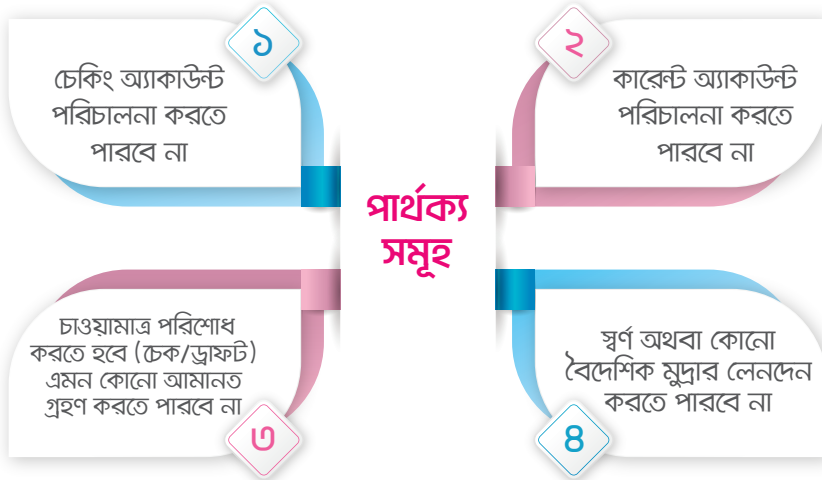 ১
চেকিং অ্যাকাউন্ট
পরিচালনা করতে
পারবে না
২
কারেন্ট অ্যাকাউন্ট
পরিচালনা করতে
পারবে না
পার্থক্য
সমূহ
চাওয়ামাত্র পরিশোধ
করতে হবে (চেক/ড্রাফট)
এমন কোনো আমানত
গ্রহণ করতে পারবে না
৩
স্বর্ণ অথবা কোনো
বৈদেশিক মুদ্রার লেনদেন
করতে পারবে না
৪